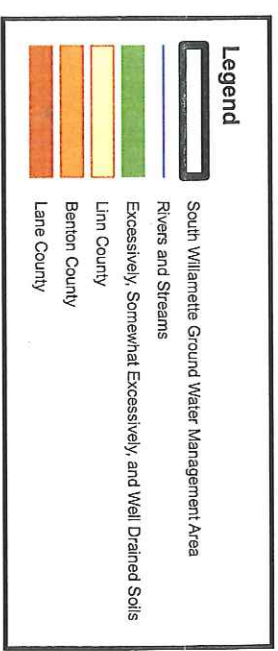 Legend
South Willamette Ground Water Management Area
Rivers and Streams
Excessively, Somewhat Excessively, and Well Drained Soils
Linn County
Benton County
Lane County